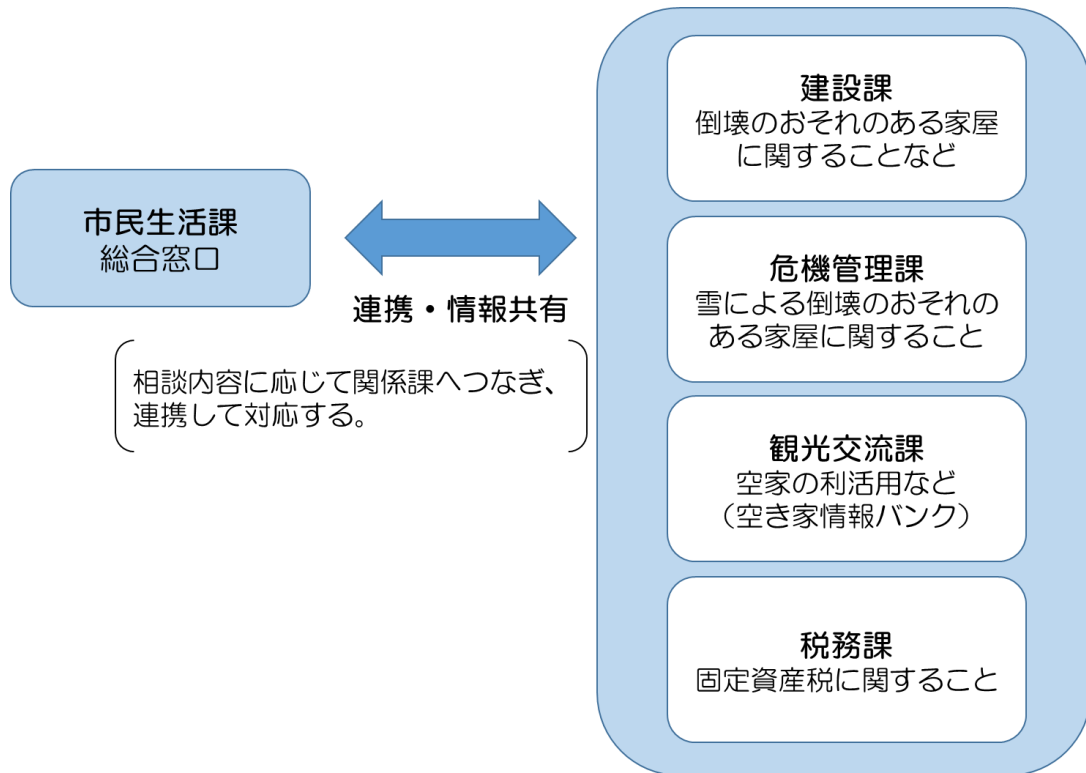 市民生活課
総合窓口
連携・情報共有
相談内容に応じて関係課へつなぎ、
連携して対応する。
建設課
倒壊のおそれのある家屋
に関することなど
危機管理課
雪による倒壊のおそれの
ある家屋に関すること
観光交流課
空家の利活用など
（空き家情報バンク）
税務課
固定資産税に関すること